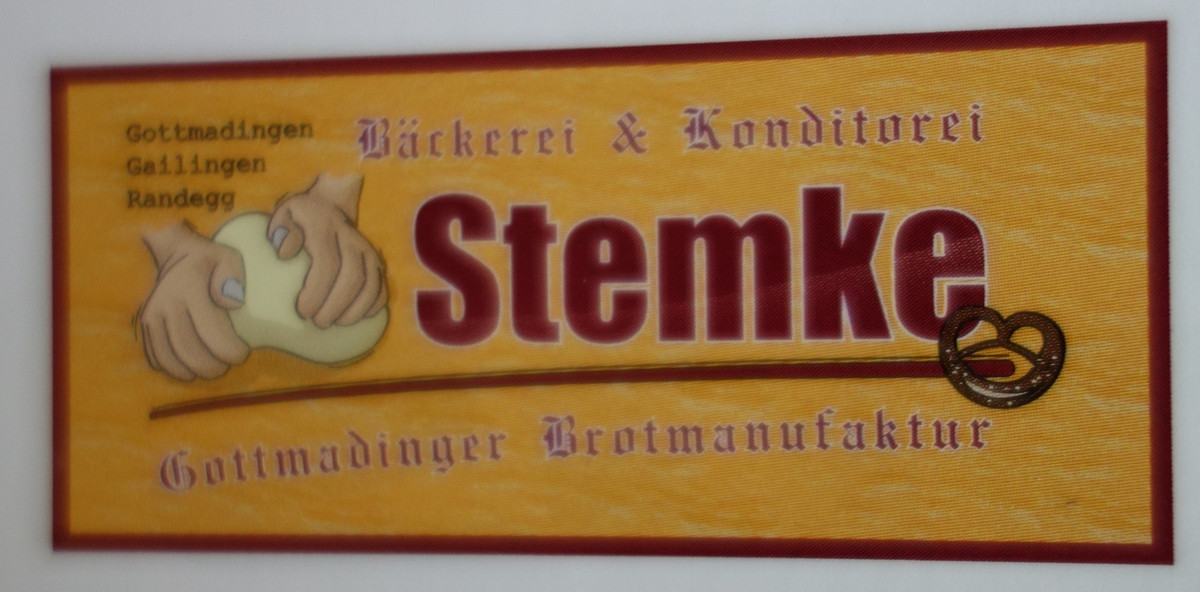 Gottmadingen
Gailingen
Randegg
Bäckerei & Konditorei
Stemke
Gottmadinger Brotmanufaktur